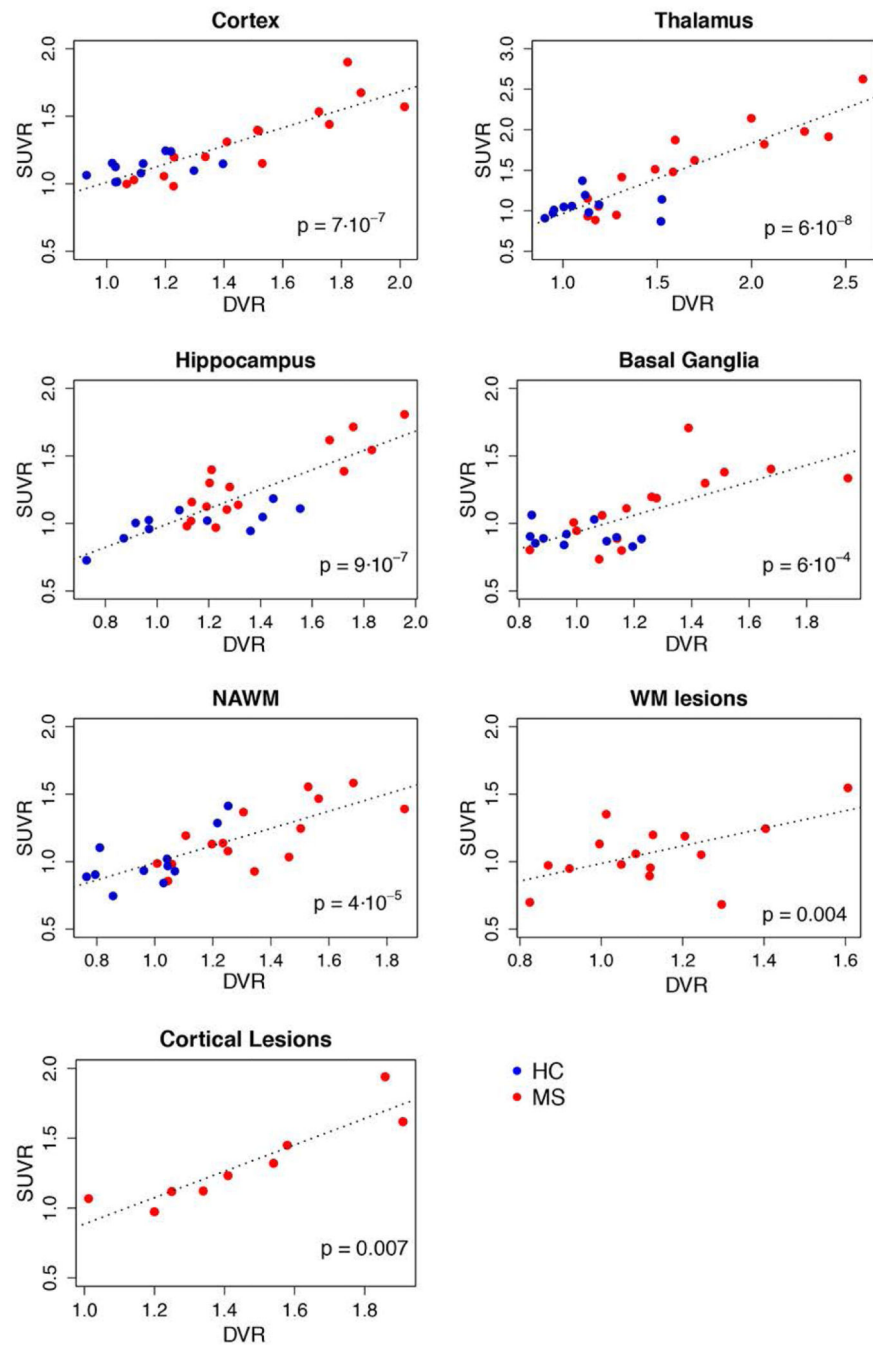 Cortex
SUVR
2.0
1.5
1.0
0.5
p = 7·10⁻⁷
1.0 1.2 1.4 1.6 1.8 2.0
DVR
Thalamus
SUVR
3.0
2.5
2.0
1.5
1.0
0.5
p = 6·10⁻⁸
1.0 1.5 2.0 2.5
DVR
Hippocampus
SUVR
2.0
1.5
1.0
0.5
p = 9·10⁻⁷
0.8 1.0 1.2 1.4 1.6 1.8 2.0
DVR
Basal Ganglia
SUVR
2.0
1.5
1.0
0.5
p = 6·10⁻⁴
0.8 1.0 1.2 1.4 1.6 1.8
DVR
NAWM
SUVR
2.0
1.5
1.0
0.5
p = 4·10⁻⁵
0.8 1.0 1.2 1.4 1.6 1.8
DVR
WM lesions
SUVR
2.0
1.5
1.0
0.5
p = 0.004
0.8 1.0 1.2 1.4 1.6
DVR
Cortical Lesions
SUVR
2.0
1.5
1.0
0.5
p = 0.007
1.0 1.2 1.4 1.6 1.8
DVR
HC
MS